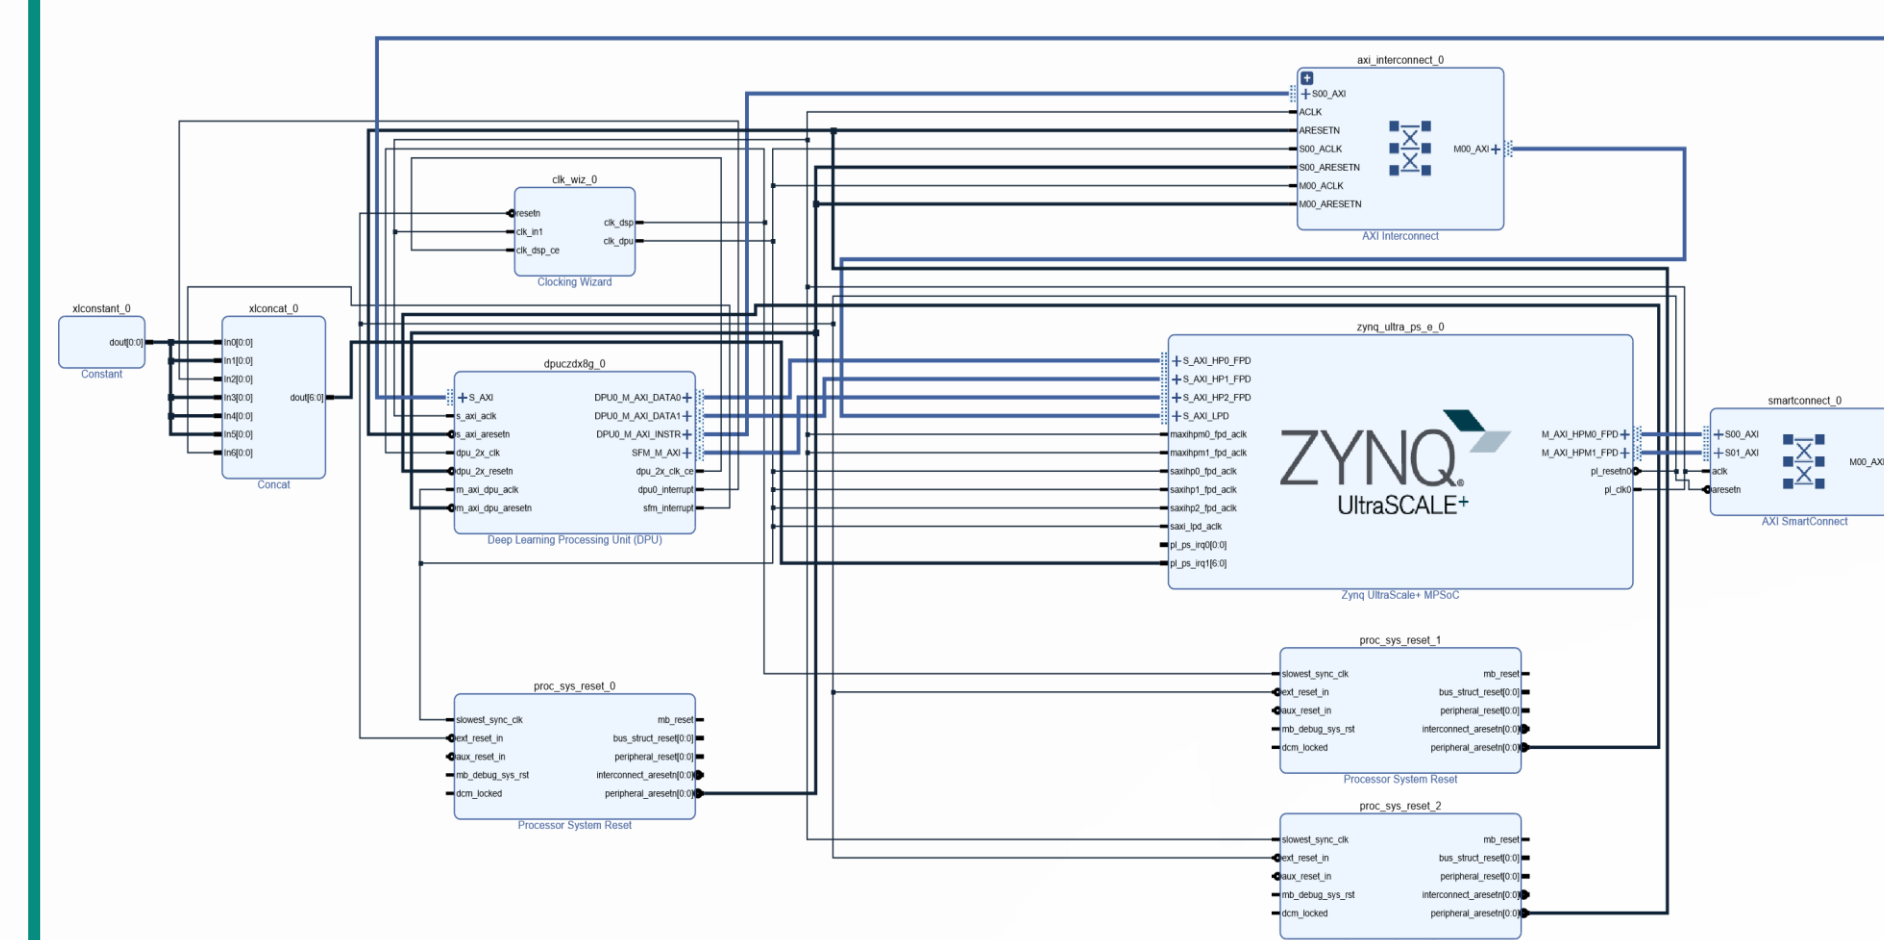 axi_interconnect_0
S00_AXI
ACLK
ARESETN
S00_ACLK
S00_ARESETN
M00_ACLK
M00_ARESETN
M00_AXI
AXI Interconnect
clk_wiz_0
resetn
clk_in1
clk_dsp_ce
clk_dsp
clk_dpu
Clocking Wizard
xlconstant_0
dout[0:0]
Constant
xlconcat_0
In0[0:0]
In1[0:0]
In2[0:0]
In3[0:0]
In4[0:0]
In5[0:0]
In6[0:0]
dout[6:0]
Concat
dpuczdx8g_0
S_AXI
s_axi_aclk
s_axi_aresetn
dpu_2x_clk
dpu_2x_resetn
m_axi_dpu_aclk
m_axi_dpu_aresetn
DPU0_M_AXI_DATA0
DPU0_M_AXI_DATA1
DPU0_M_AXI_INSTR
SFM_M_AXI
dpu_2x_clk_ce
dpu0_interrupt
sfm_interrupt
Deep Learning Processing Unit (DPU)
zynq_ultra_ps_e_0
S_AXI_HP0_FPD
S_AXI_HP1_FPD
S_AXI_HP2_FPD
S_AXI_LPD
maxihpm0_fpd_aclk
maxihpm1_fpd_aclk
saxihp0_fpd_aclk
saxihp1_fpd_aclk
saxihp2_fpd_aclk
saxi_lpd_aclk
pl_ps_irq0[0:0]
pl_ps_irq1[6:0]
ZYNQ
UltraSCALE+
M_AXI_HPM0_FPD
M_AXI_HPM1_FPD
pl_resetn0
pl_clk0
Zynq UltraScale+ MPSoC
smartconnect_0
S00_AXI
S01_AXI
aclk
aresetn
M00_AXI
AXI SmartConnect
proc_sys_reset_0
slowest_sync_clk
ext_reset_in
aux_reset_in
mb_debug_sys_rst
dcm_locked
mb_reset
bus_struct_reset[0:0]
peripheral_reset[0:0]
interconnect_aresetn[0:0]
peripheral_aresetn[0:0]
Processor System Reset
proc_sys_reset_1
slowest_sync_clk
ext_reset_in
aux_reset_in
mb_debug_sys_rst
dcm_locked
mb_reset
bus_struct_reset[0:0]
peripheral_reset[0:0]
interconnect_aresetn[0:0]
peripheral_aresetn[0:0]
Processor System Reset
proc_sys_reset_2
slowest_sync_clk
ext_reset_in
aux_reset_in
mb_debug_sys_rst
dcm_locked
mb_reset
bus_struct_reset[0:0]
peripheral_reset[0:0]
interconnect_aresetn[0:0]
peripheral_aresetn[0:0]